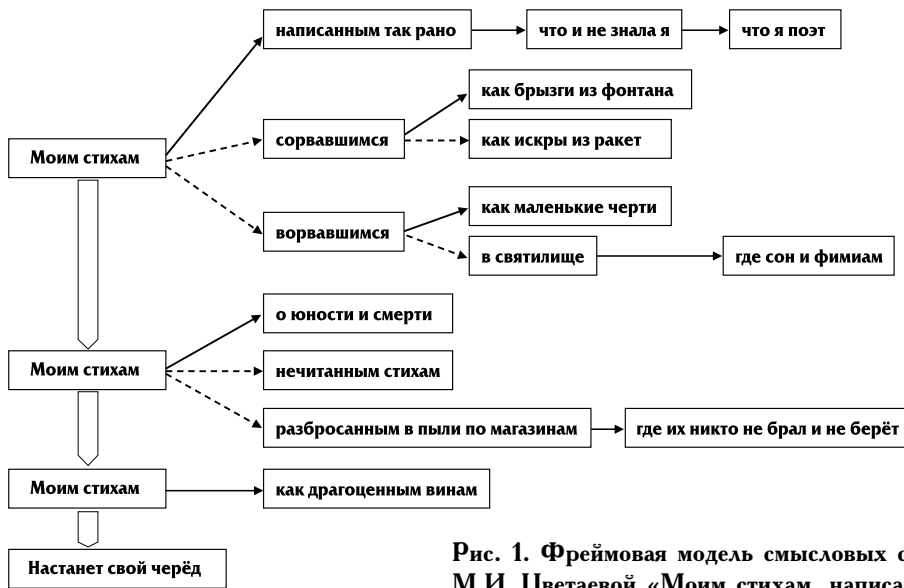 написанным так рано
что и не знала я
что я поэт
как брызги из фонтана
Моим стихам
сорвавшимся
как искры из ракет
как маленькие черти
ворвавшимся
в святилище
где сон и фимиам
о юности и смерти
Моим стихам
нечитанным стихам
разбросанным в пыли по магазинам
где их никто не брал и не берёт
Моим стихам
как драгоценным винам
Настанет свой черёд
Рис. 1. Фреймовая модель смысловых
М.И. Цветаевой «Моим стихам,